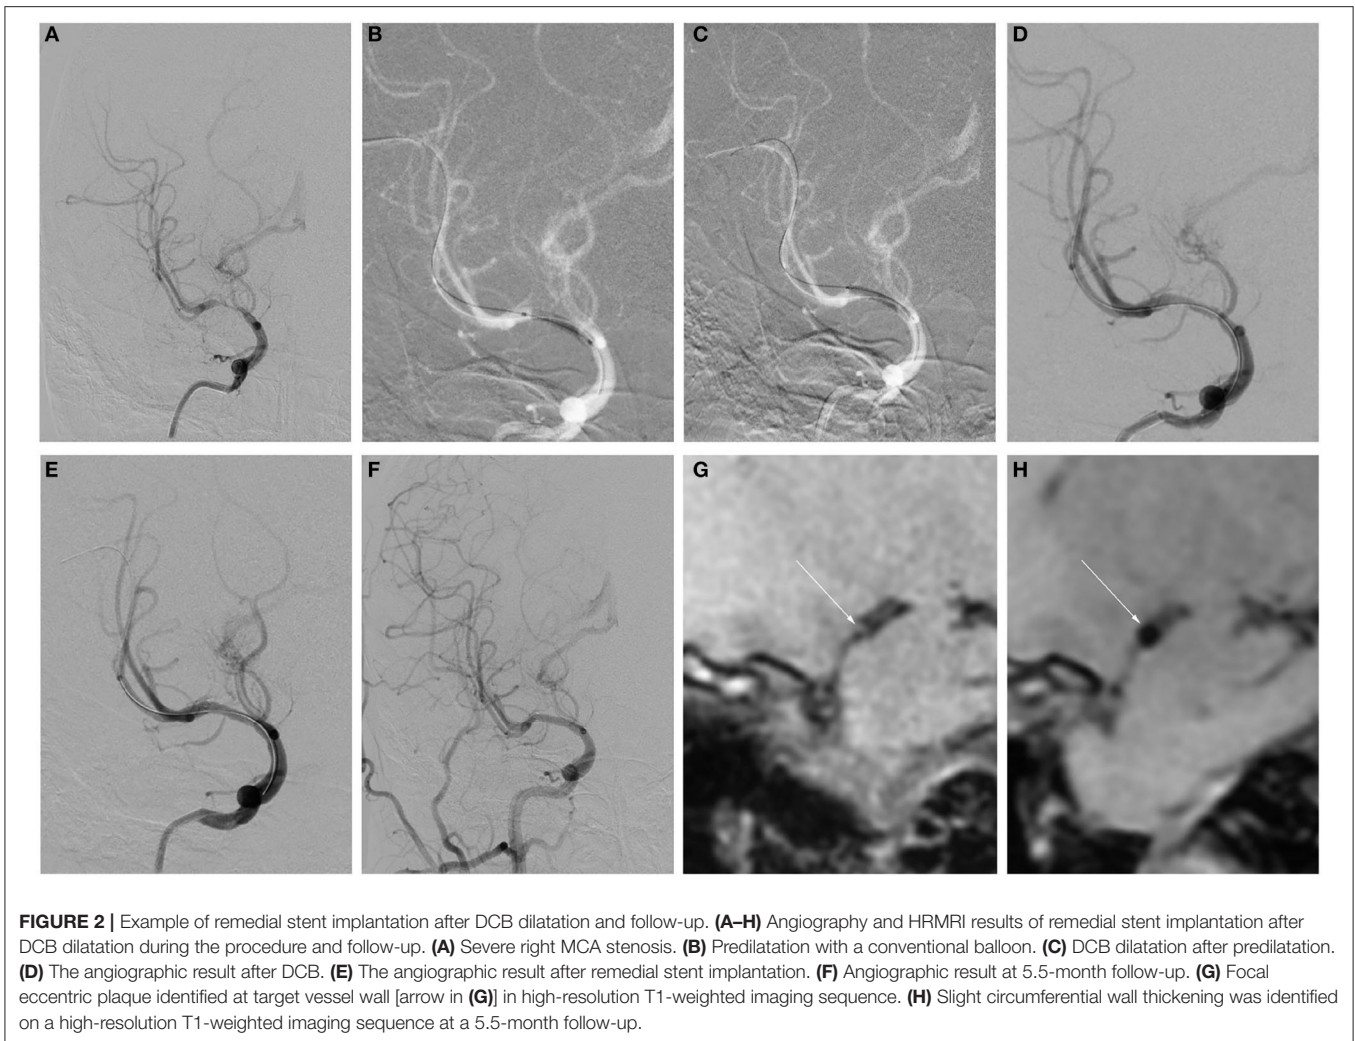 A
B
C
D
E
F
G
H
FIGURE 2 | Example of remedial stent implantation after DCB dilatation and follow-up. (A–H) Angiography and HRMRI results of remedial stent implantation after
DCB dilatation during the procedure and follow-up. (A) Severe right MCA stenosis. (B) Predilatation with a conventional balloon. (C) DCB dilatation after predilatation.
(D) The angiographic result after DCB. (E) The angiographic result after remedial stent implantation. (F) Angiographic result at 5.5-month follow-up. (G) Focal
eccentric plaque identified at target vessel wall [arrow in (G)] in high-resolution T1-weighted imaging sequence. (H) Slight circumferential wall thickening was identified
on a high-resolution T1-weighted imaging sequence at a 5.5-month follow-up.